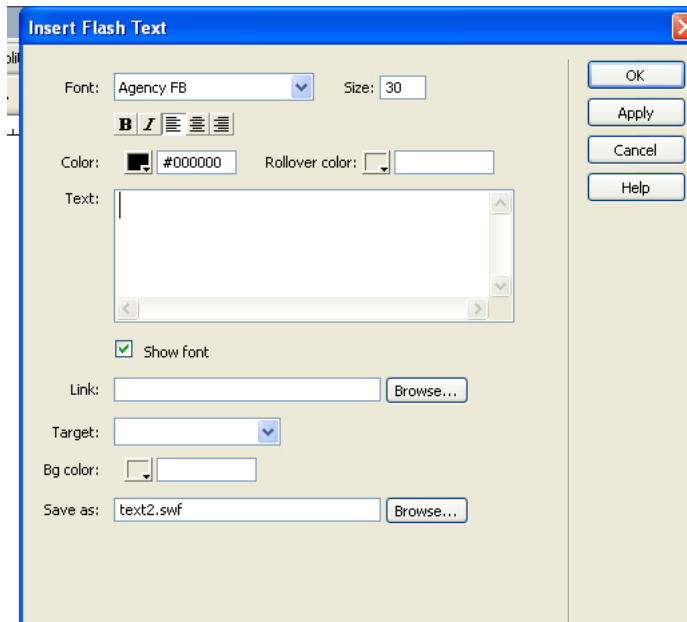 Insert Flash Text
Font: Agency FB Size: 30 OK
B I Apply
Color: #000000 Rollover color: Cancel
Text: Help
Show font
Link: Browse...
Target:
Bg color:
Save as: text2.swf Browse...